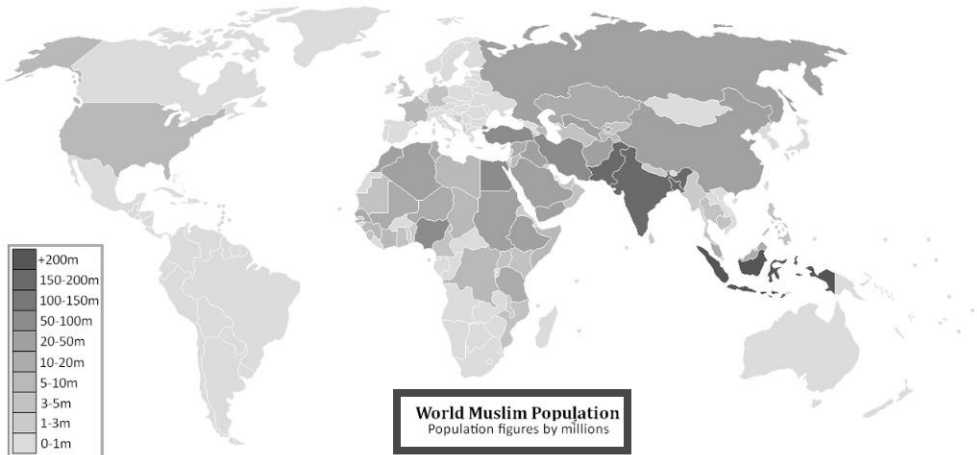 +200m
150-200m
100-150m
50-100m
20-50m
10-20m
5-10m
3-5m
1-3m
0-1m
World Muslim Population
Population figures by millions